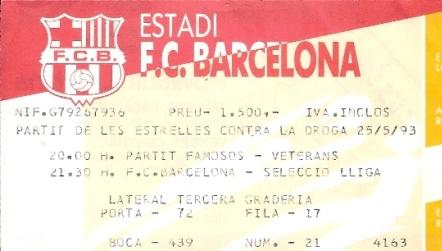 F.C.B.
ESTADI
F.C. BARCELONA
NIF.G79267936 PREU- 1.500,- IVA.INCLOS
PARTIT DE LES ESTRELLES CONTRA LA DROGA 25/5/93
20.00 H. PARTIT FAMOSOS - VETERANS
21.30 H. F.C.BARCELONA - SELECCIO LLIGA
LATERAL TERCERA GRADERIA
PORTA - 72 FILA - 17
BOCA - 439 NUM.- 21 4163